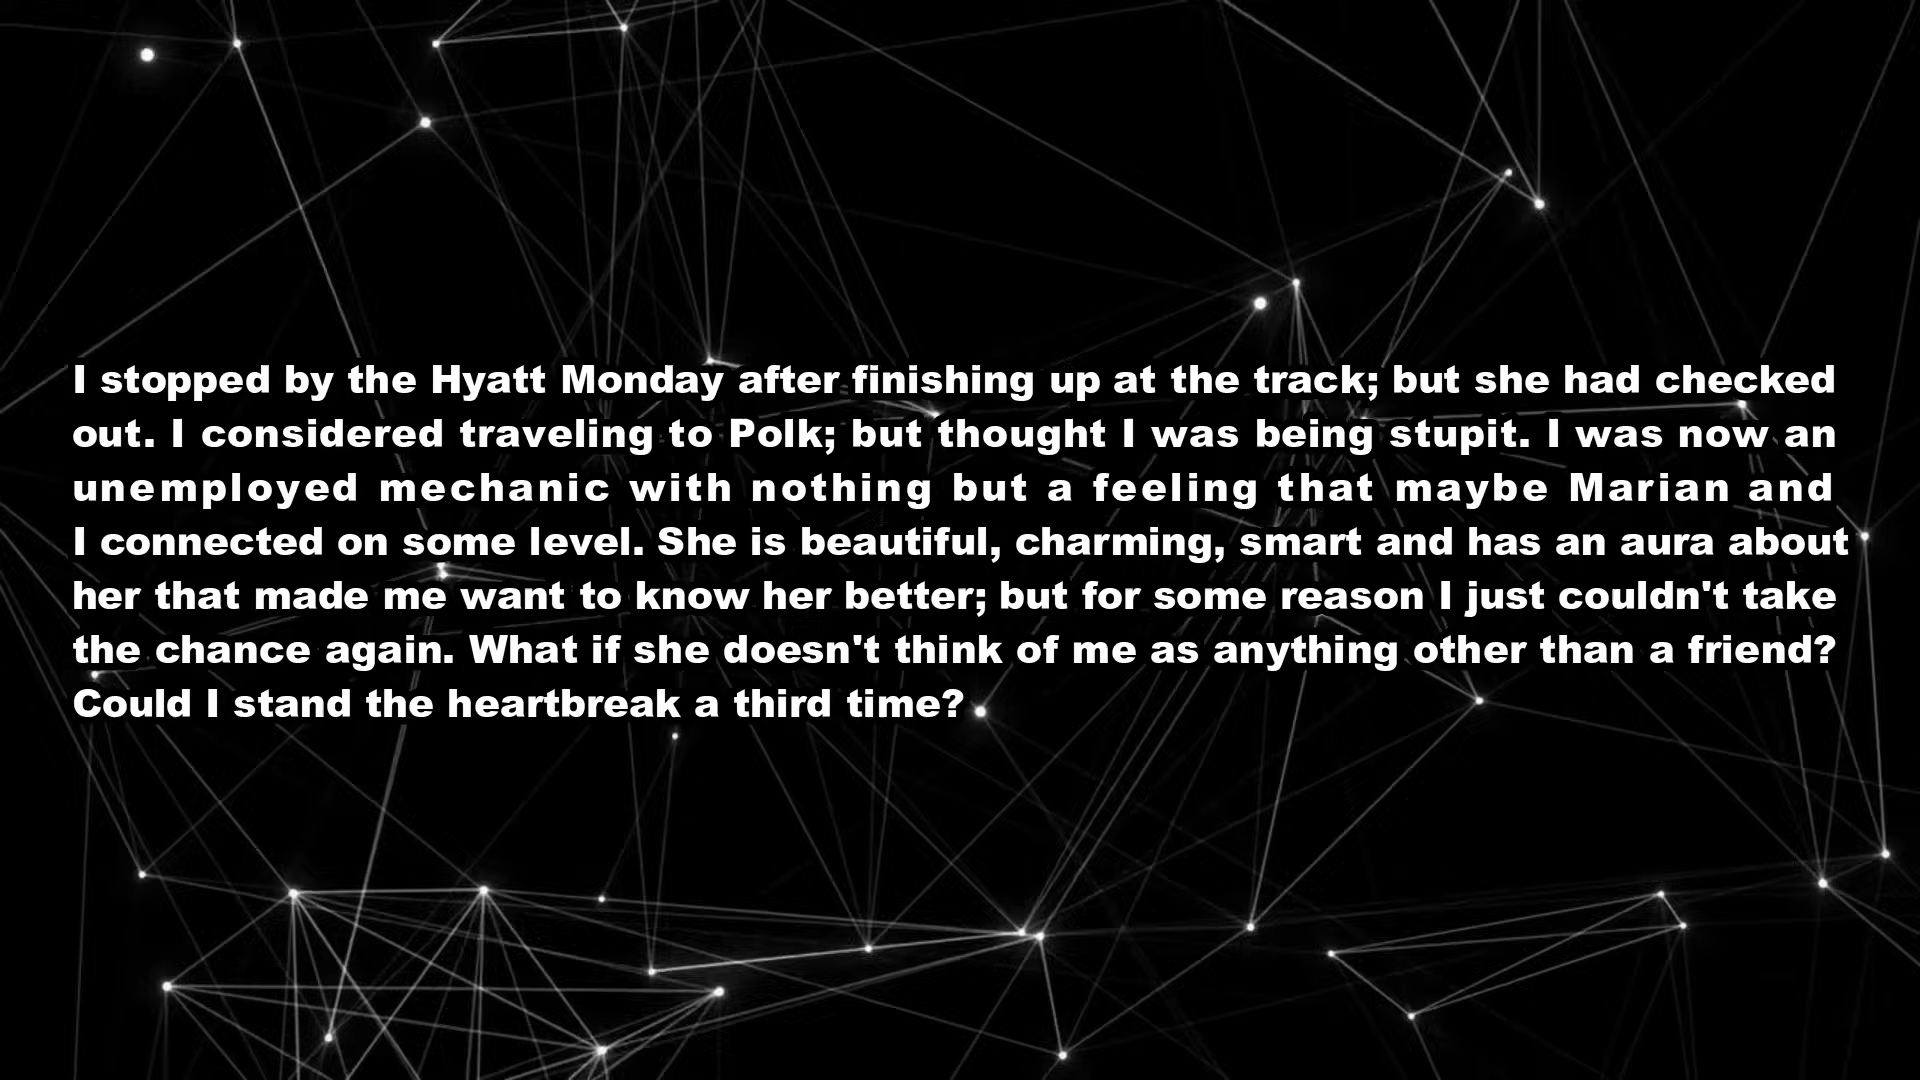 I stopped by the Hyatt Monday after finishing up at the track; but she had checked
out. I considered traveling to Polk; but thought I was being stupit. I was now an
unemployed mechanic with nothing but a feeling that maybe Marian and
I connected on some level. She is beautiful, charming, smart and has an aura about
her that made me want to know her better; but for some reason I just couldn't take
the chance again. What if she doesn't think of me as anything other than a friend?
Could I stand the heartbreak a third time?